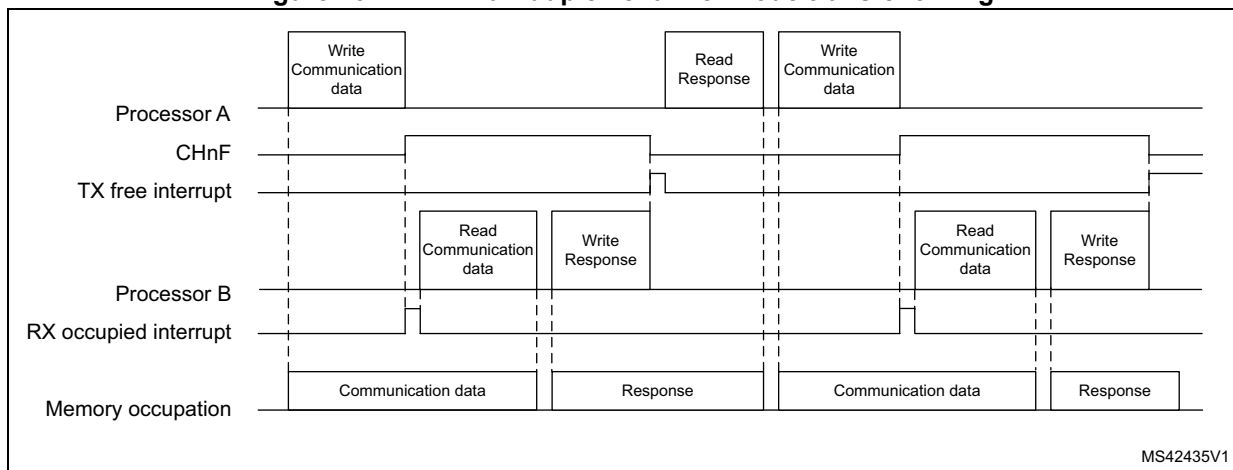 Write
Communication
data
Read
Response
Write
Communication
data
Processor A
CHnF
TX free interrupt
Read
Communication
data
Write
Response
Read
Communication
data
Write
Response
Processor B
RX occupied interrupt
Communication data
Response
Communication data
Response
Memory occupation
MS42435V1